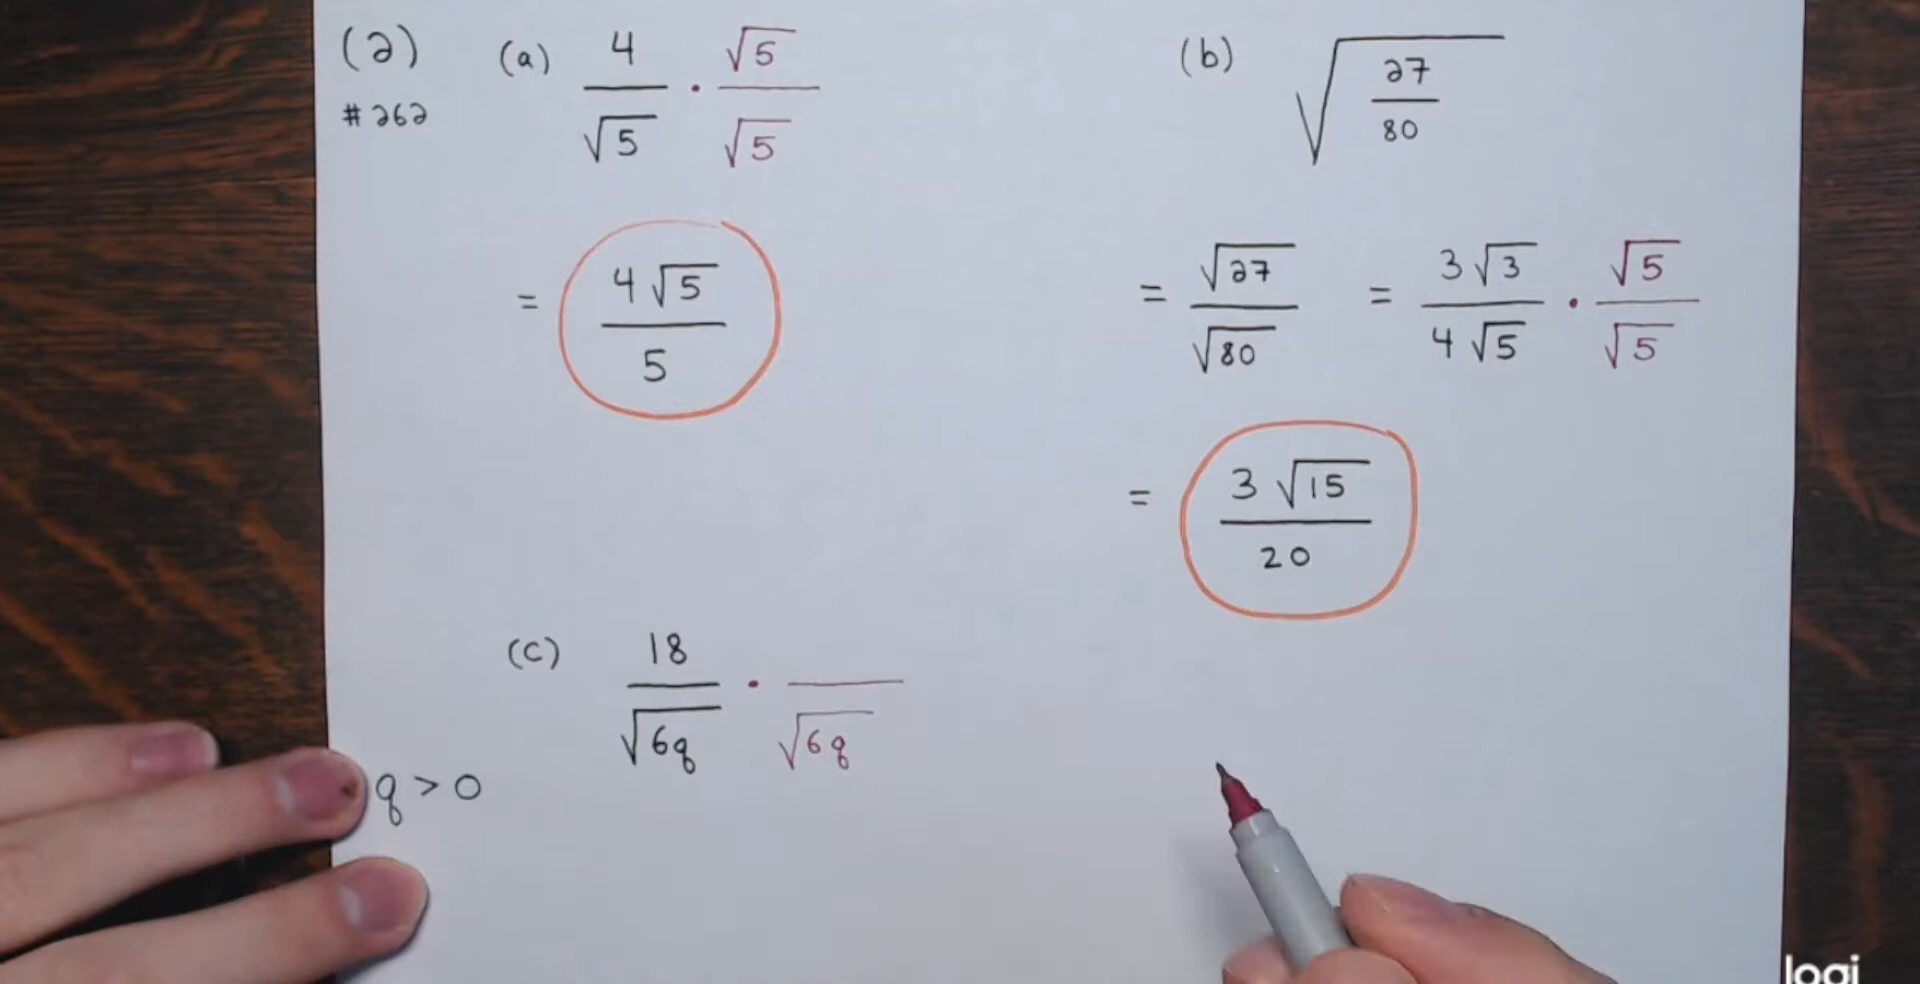 (2) (a) 4/√5 · √5/√5
#262
= 4√5/5
(b) √(27/80)
= √27/√80 = 3√3/4√5 · √5/√5
= 3√15/20
(c) 18/√6q · /√6q
q > 0
logi